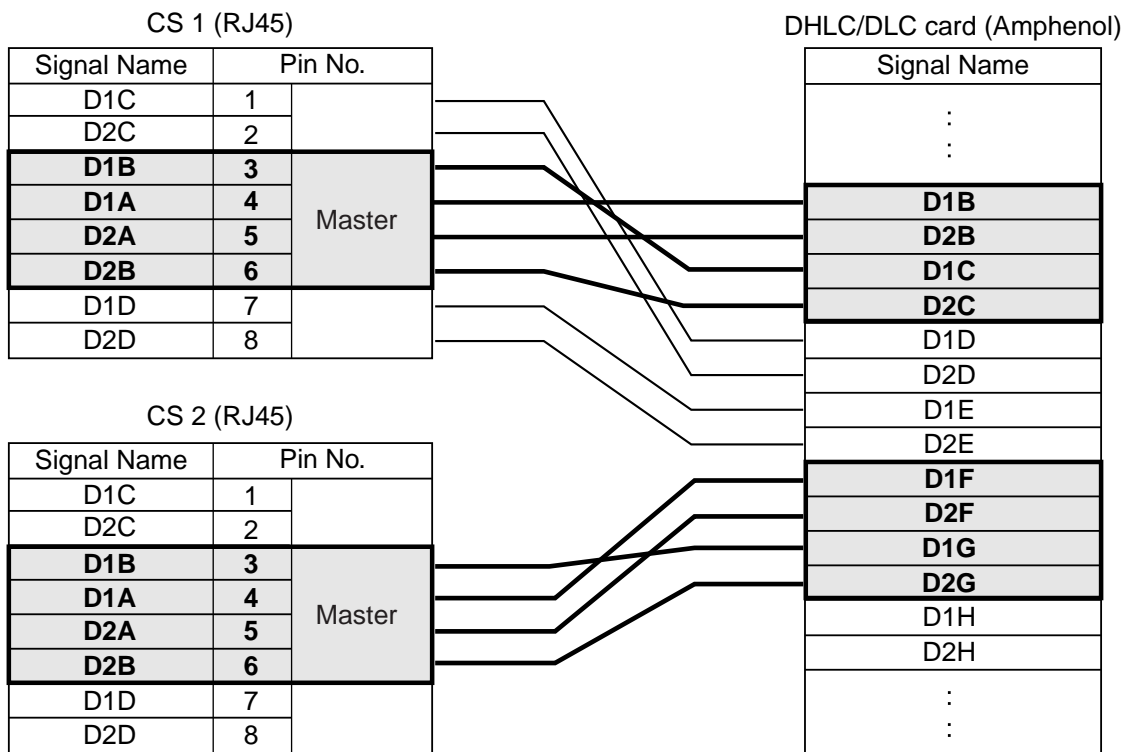 CS 1 (RJ45)
Signal Name Pin No.
D1C 1
D2C 2
D1B 3
D1A 4
D2A 5
D2B 6
Master
D1D 7
D2D 8
CS 2 (RJ45)
Signal Name Pin No.
D1C 1
D2C 2
D1B 3
D1A 4
D2A 5
D2B 6
Master
D1D 7
D2D 8
DHLC/DLC card (Amphenol)
Signal Name
:
:
D1B
D2B
D1C
D2C
D1D
D2D
D1E
D2E
D1F
D2F
D1G
D2G
D1H
D2H
:
: